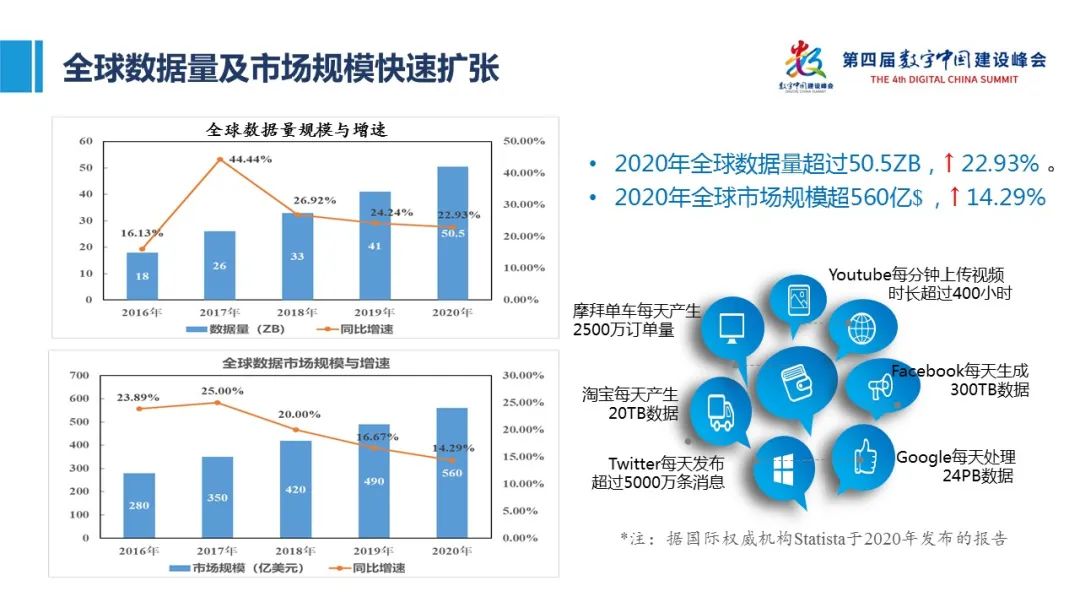 全球数据量及市场规模快速扩张
数字中国建设峰会
DIGITAL CHINA SUMMIT
第四届数字中国建设峰会
THE 4th DIGITAL CHINA SUMMIT
全球数据量规模与增速
60
50
40
30
20
10
0
50.00%
40.00%
30.00%
20.00%
10.00%
0.00%
16.13%
44.44%
26.92%
24.24%
22.93%
18
26
33
41
50.5
2016年 2017年 2018年 2019年 2020年
数据量(ZB) 同比增速
全球数据市场规模与增速
700
600
500
400
300
200
100
0
30.00%
25.00%
20.00%
15.00%
10.00%
5.00%
0.00%
23.89%
25.00%
20.00%
16.67%
14.29%
280
350
420
490
560
2016年 2017年 2018年 2019年 2020年
市场规模(亿美元) 同比增速
• 2020年全球数据量超过50.5ZB,↑22.93% 。
• 2020年全球市场规模超560亿$ ,↑14.29%
Youtube每分钟上传视频
时长超过400小时
摩拜单车每天产生
2500万订单量
Facebook每天生成
300TB数据
淘宝每天产生
20TB数据
Google每天处理
24PB数据
Twitter每天发布
超过5000万条消息
*注：据国际权威机构Statista于2020年发布的报告